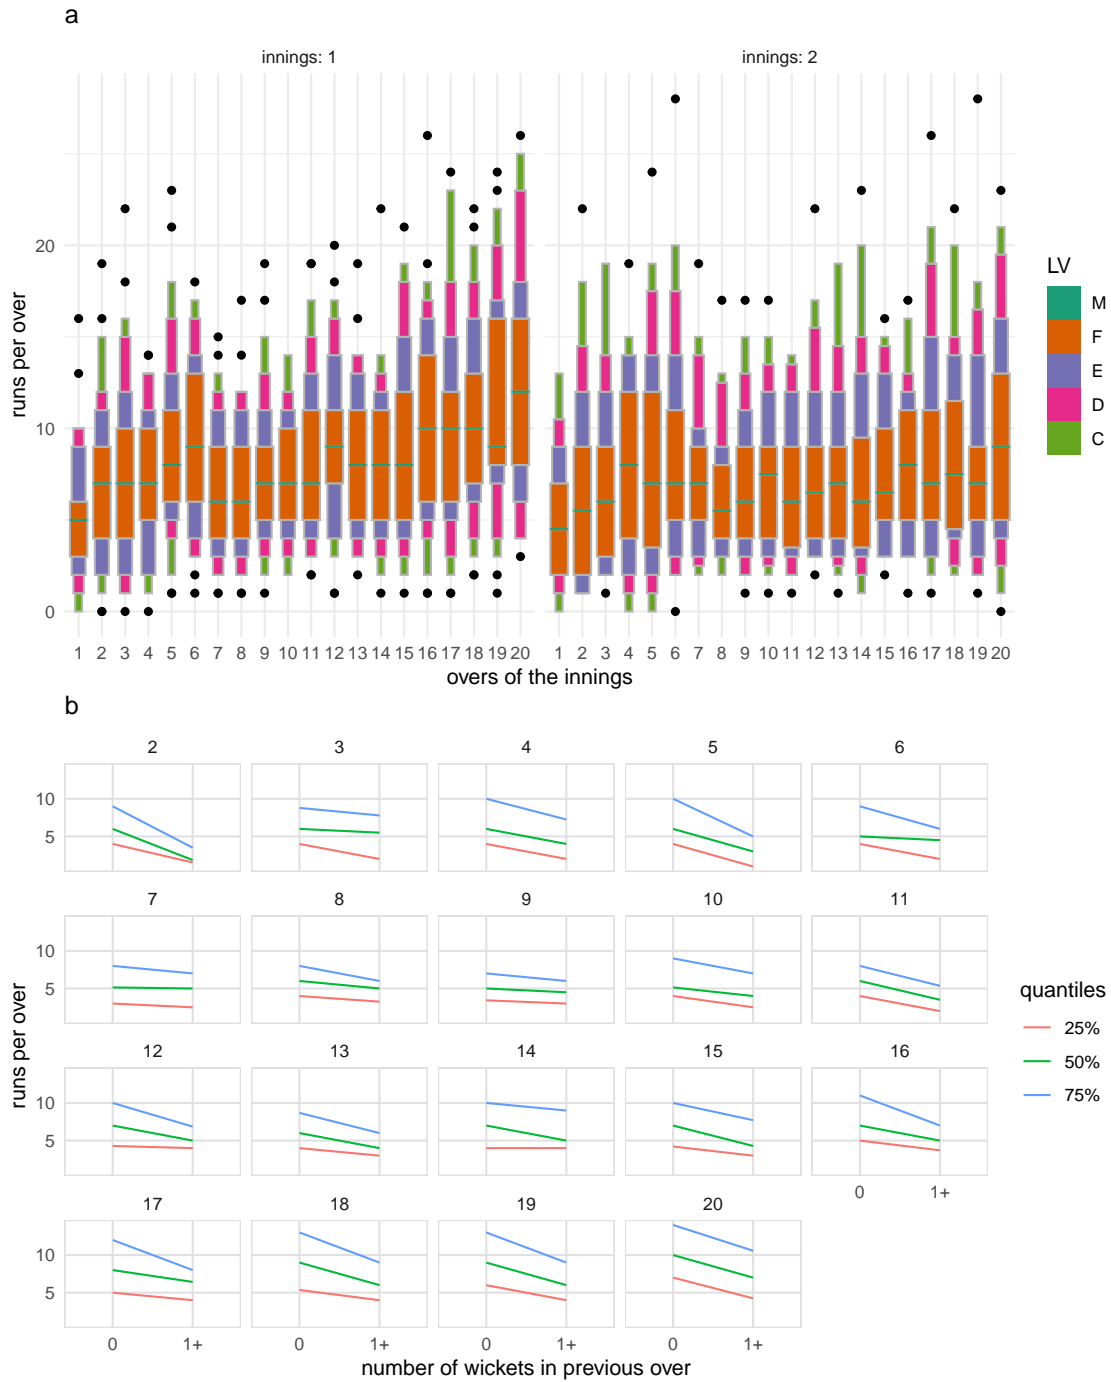 a
innings: 1
innings: 2
runs per over
20
10
0
1 2 3 4 5 6 7 8 9 10 11 12 13 14 15 16 17 18 19 20
1 2 3 4 5 6 7 8 9 10 11 12 13 14 15 16 17 18 19 20
overs of the innings
LV
M
F
E
D
C
b
2 3 4 5 6
10
5
7 8 9 10 11
10
5
12 13 14 15 16
10
5
0 1+
17 18 19 20
10
5
0 1+ 0 1+ 0 1+ 0 1+
runs per over
number of wickets in previous over
quantiles
25%
50%
75%